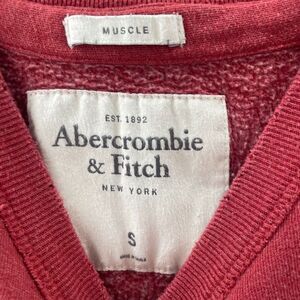 MUSCLE
EST. 1892
Abercrombie
& Fitch
NEW YORK
S